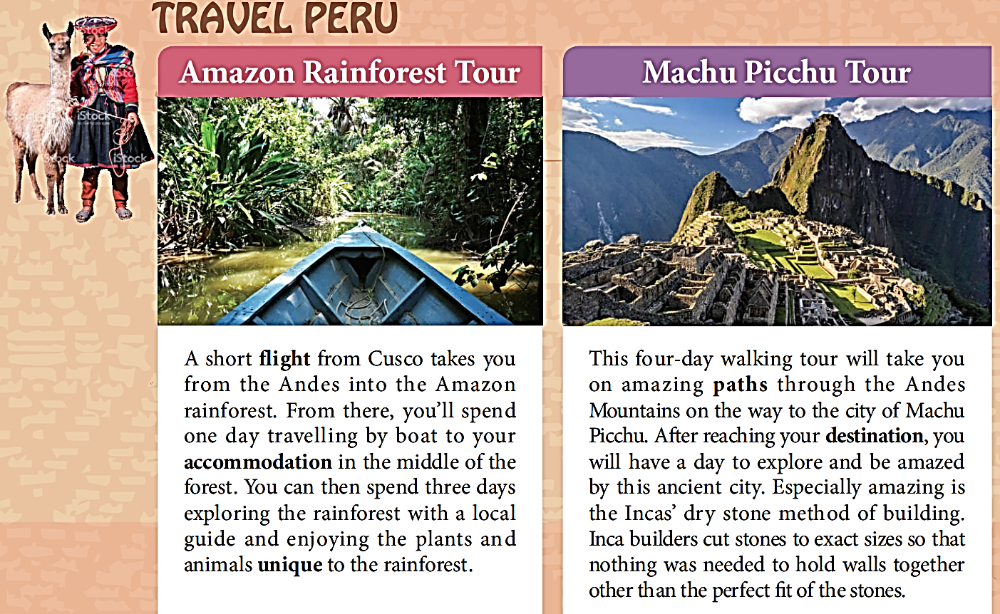 TRAVEL PERU
Amazon Rainforest Tour
A short flight from Cusco takes you
from the Andes into the Amazon
rainforest. From there, you’ll spend
one day travelling by boat to your
accommodation in the middle of the
forest. You can then spend three days
exploring the rainforest with a local
guide and enjoying the plants and
animals unique to the rainforest.
Machu Picchu Tour
This four-day walking tour will take you
on amazing paths through the Andes
Mountains on the way to the city of Machu
Picchu. After reaching your destination, you
will have a day to explore and be amazed
by this ancient city. Especially amazing is
the Incas’ dry stone method of building.
Inca builders cut stones to exact sizes so that
nothing was needed to hold walls together
other than the perfect fit of the stones.
iStock
iStock
iStock